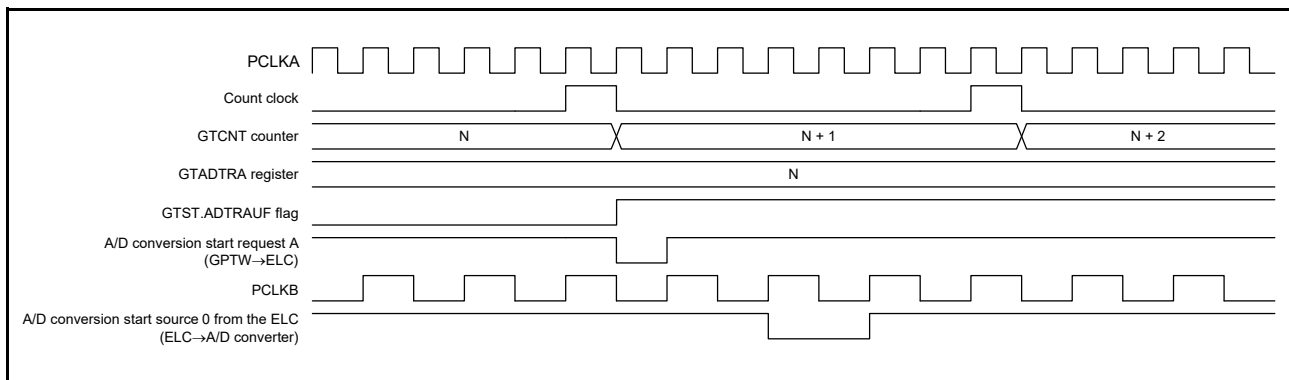 PCLKA
Count clock
GTCNT counter
N
N + 1
N + 2
GTADTRA register
N
GTST.ADTRAUF flag
A/D conversion start request A
(GPTW→ELC)
PCLKB
A/D conversion start source 0 from the ELC
(ELC→A/D converter)